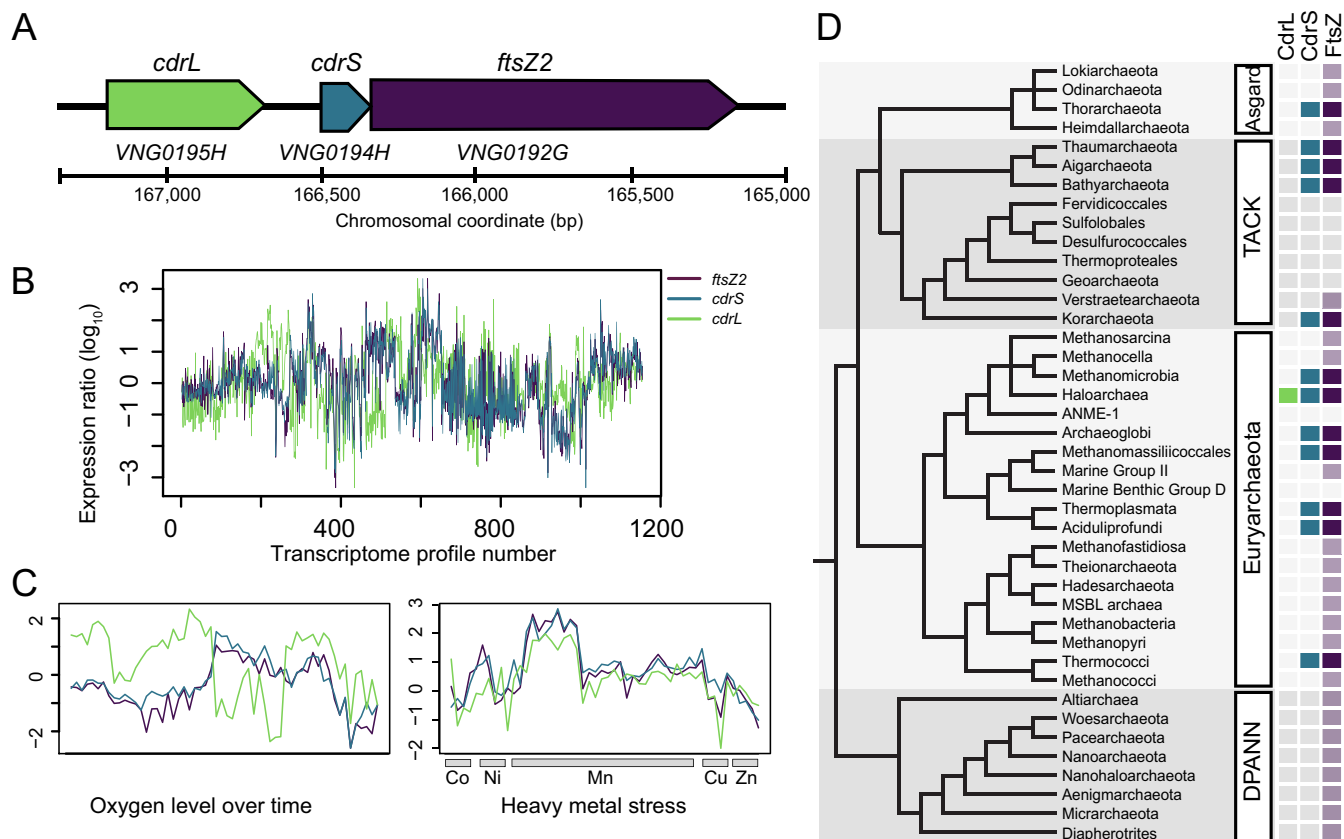 A
cdrL
cdrS
ftsZ2
VNG0195H
VNG0194H
VNG0192G
167,000
166,500
166,000
165,500
165,000
Chromosomal coordinate (bp)
B
Expression ratio (log10)
3
1
0
−1
−3
0
400
800
1200
Transcriptome profile number
ftsZ2
cdrS
cdrL
C
2
0
−2
Oxygen level over time
3
2
1
0
−1
−2
Co
Ni
Mn
Cu
Zn
Heavy metal stress
D
CdrL
CdrS
FtsZ
Lokiarchaeota
Odinarchaeota
Thorarchaeota
Heimdallarchaeota
Asgard
Thaumarchaeota
Aigarchaeota
Bathyarchaeota
Fervidicoccales
Sulfolobales
Desulfurococcales
Thermoproteales
Geoarchaeota
Verstraetearchaeota
Korarchaeota
TACK
Methanosarcina
Methanocella
Methanomicrobia
Haloarchaea
ANME-1
Archaeoglobi
Methanomassiliicoccales
Marine Group II
Marine Benthic Group D
Thermoplasmata
Aciduliprofundi
Methanofastidiosa
Theionarchaeota
Hadesarchaeota
MSBL archaea
Methanobacteria
Methanopyri
Thermococci
Methanococci
Euryarchaeota
Altiarchaea
Woesarchaeota
Pacearchaeota
Nanoarchaeota
Nanohaloarchaeota
Aenigmarchaeota
Micrarchaeota
Diapherotrites
DPANN